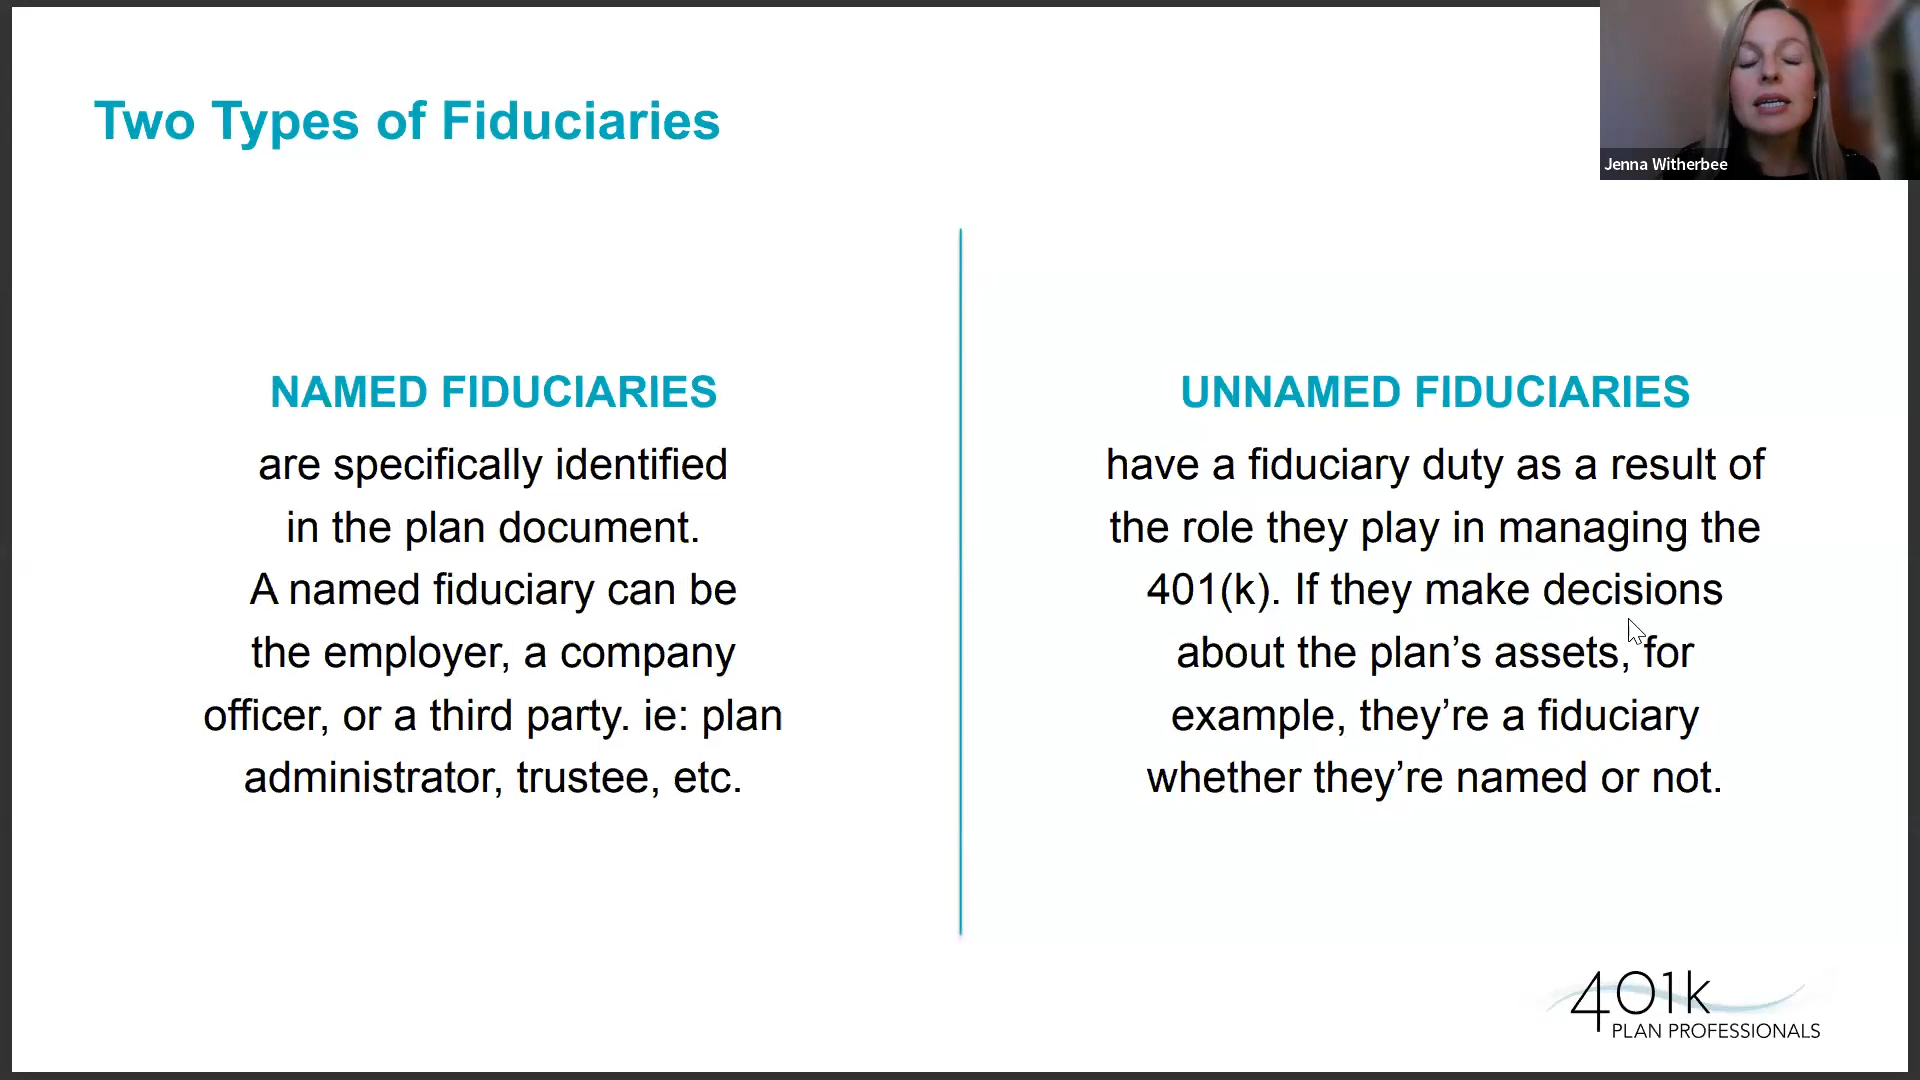 Two Types of Fiduciaries
Jenna Witherbee
NAMED FIDUCIARIES
are specifically identified
in the plan document.
A named fiduciary can be
the employer, a company
officer, or a third party. ie: plan
administrator, trustee, etc.
UNNAMED FIDUCIARIES
have a fiduciary duty as a result of
the role they play in managing the
401(k). If they make decisions
about the plan’s assets, for
example, they’re a fiduciary
whether they’re named or not.
401k
PLAN PROFESSIONALS